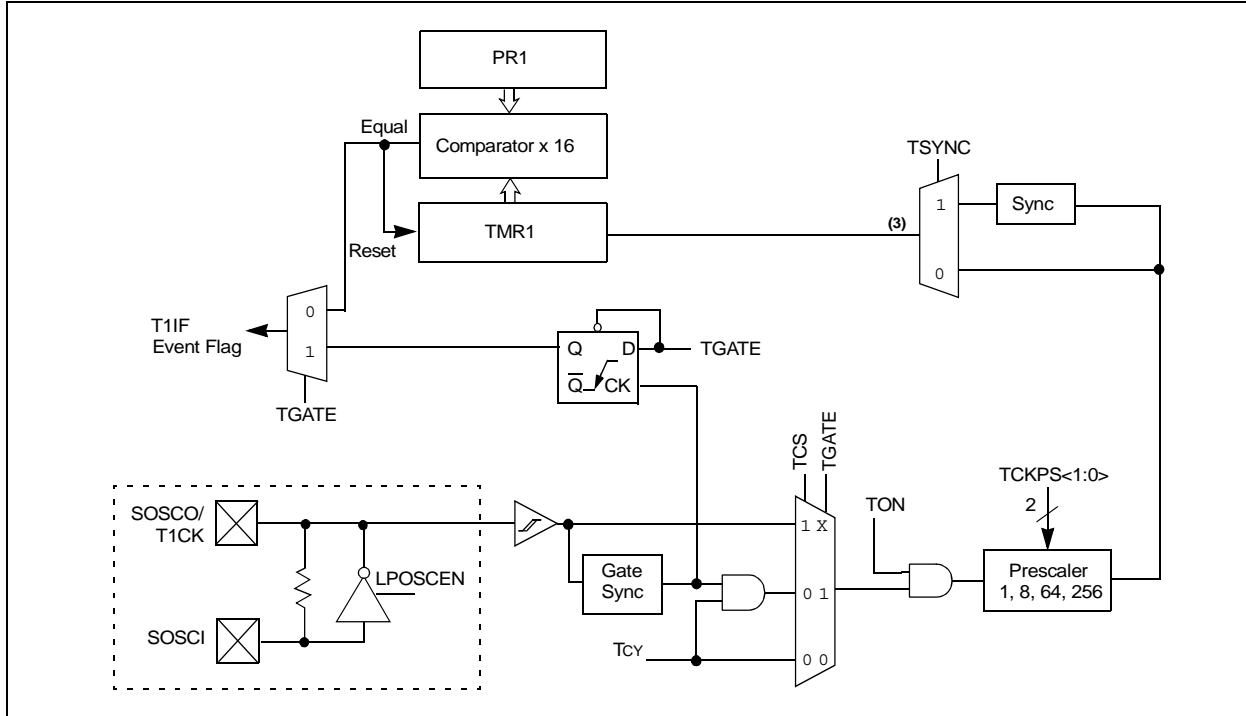 PR1
Equal
Comparator x 16
TSYNC
1
Sync
(3)
TMR1
Reset
0
0
T1IF
Event Flag
1
Q
D
TGATE
Q̅
CK
TGATE
TCS
TGATE
TCKPS<1:0>
2
SOSCO/
T1CK
TON
1 X
LPOSCEN
Gate
Sync
0 1
Prescaler
1, 8, 64, 256
SOSCI
TCY
0 0